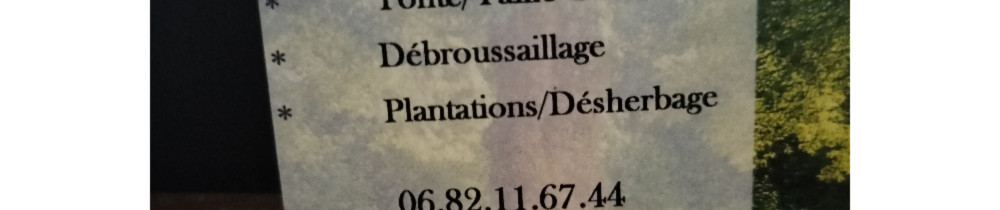 *
* Débroussaillage
* Plantations/Désherbage
06.82.11.67.44